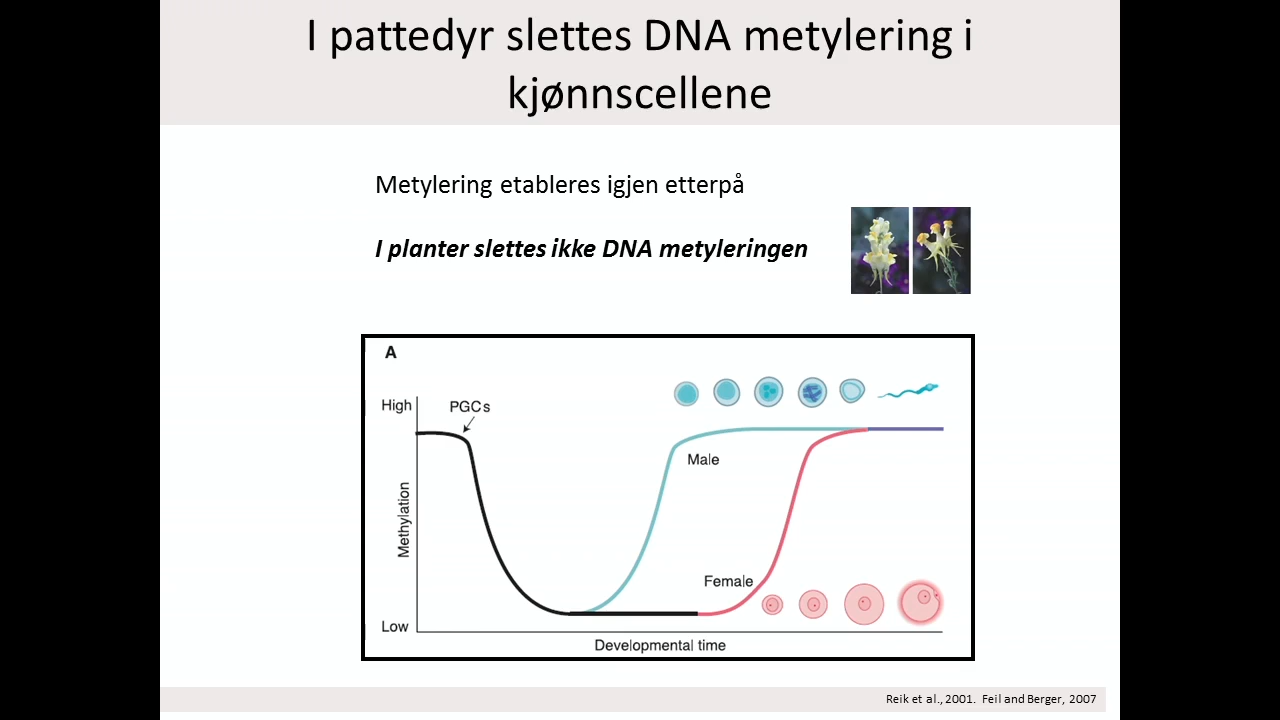 I pattedyr slettes DNA metylering i
kjønnscellene
Metylering etableres igjen etterpå
I planter slettes ikke DNA metyleringen
A
High
PGCs
Male
Methylation
Female
Low
Developmental time
Reik et al., 2001. Feil and Berger, 2007